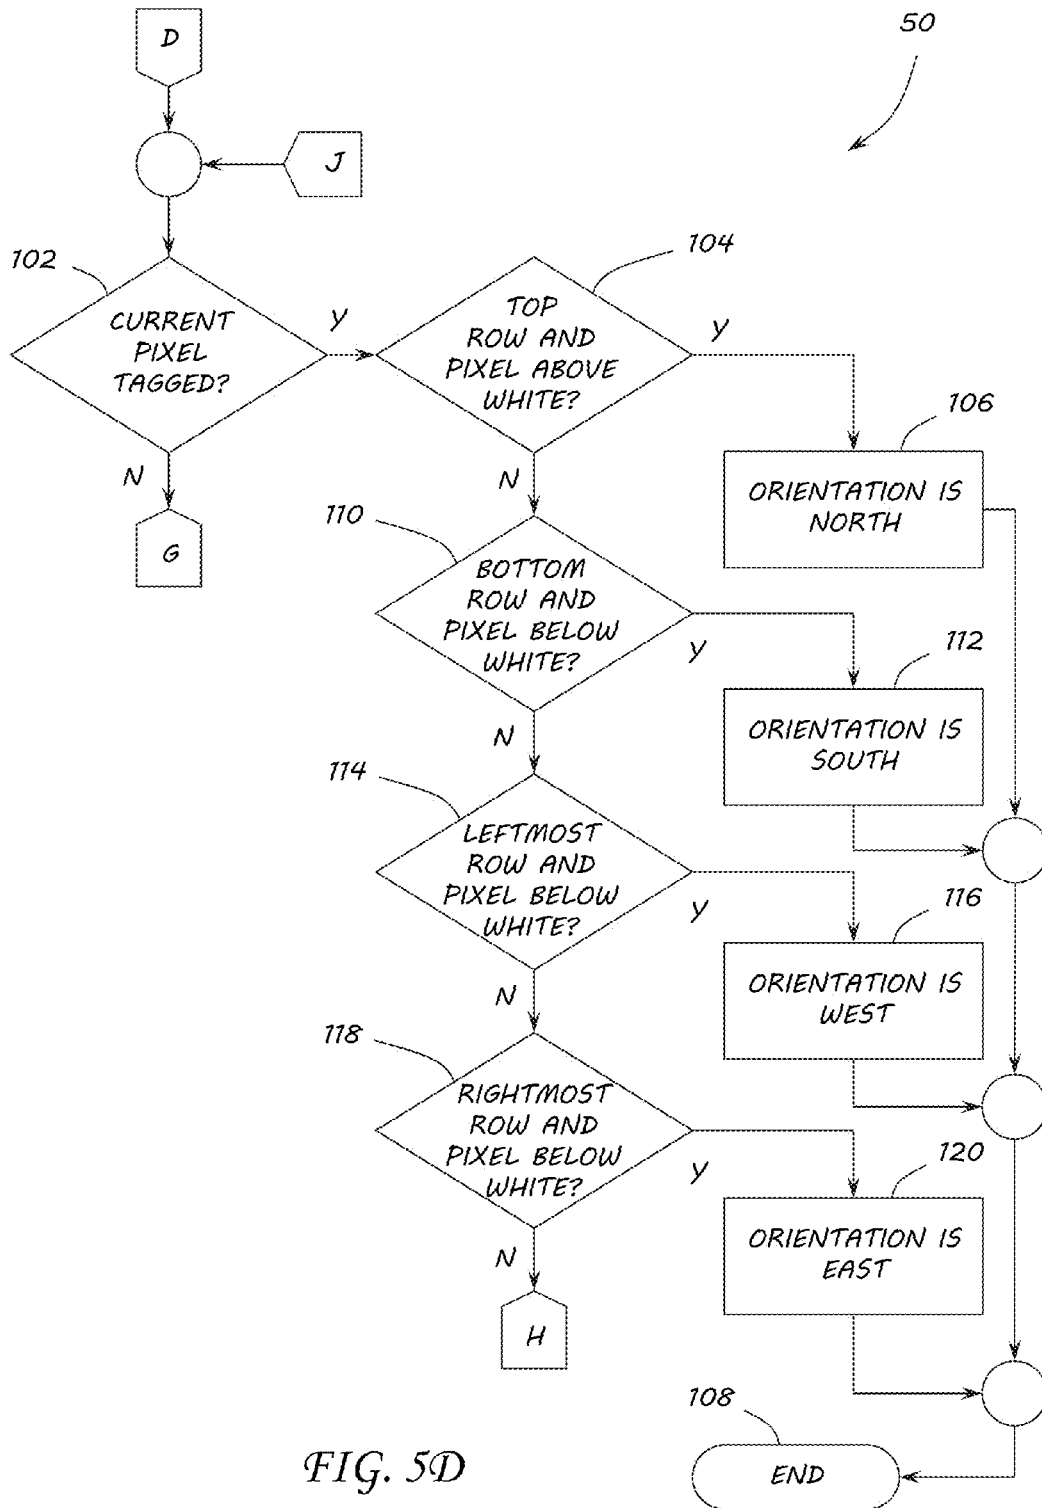 D
50
J
102
104
CURRENT
PIXEL
TAGGED?
Y
TOP
ROW AND
PIXEL ABOVE
WHITE?
Y
106
N
N
ORIENTATION IS
NORTH
G
110
BOTTOM
ROW AND
PIXEL BELOW
WHITE?
Y
112
ORIENTATION IS
SOUTH
N
114
LEFTMOST
ROW AND
PIXEL BELOW
WHITE?
Y
116
ORIENTATION IS
WEST
N
118
RIGHTMOST
ROW AND
PIXEL BELOW
WHITE?
Y
120
ORIENTATION IS
EAST
N
H
108
END
FIG. 5D